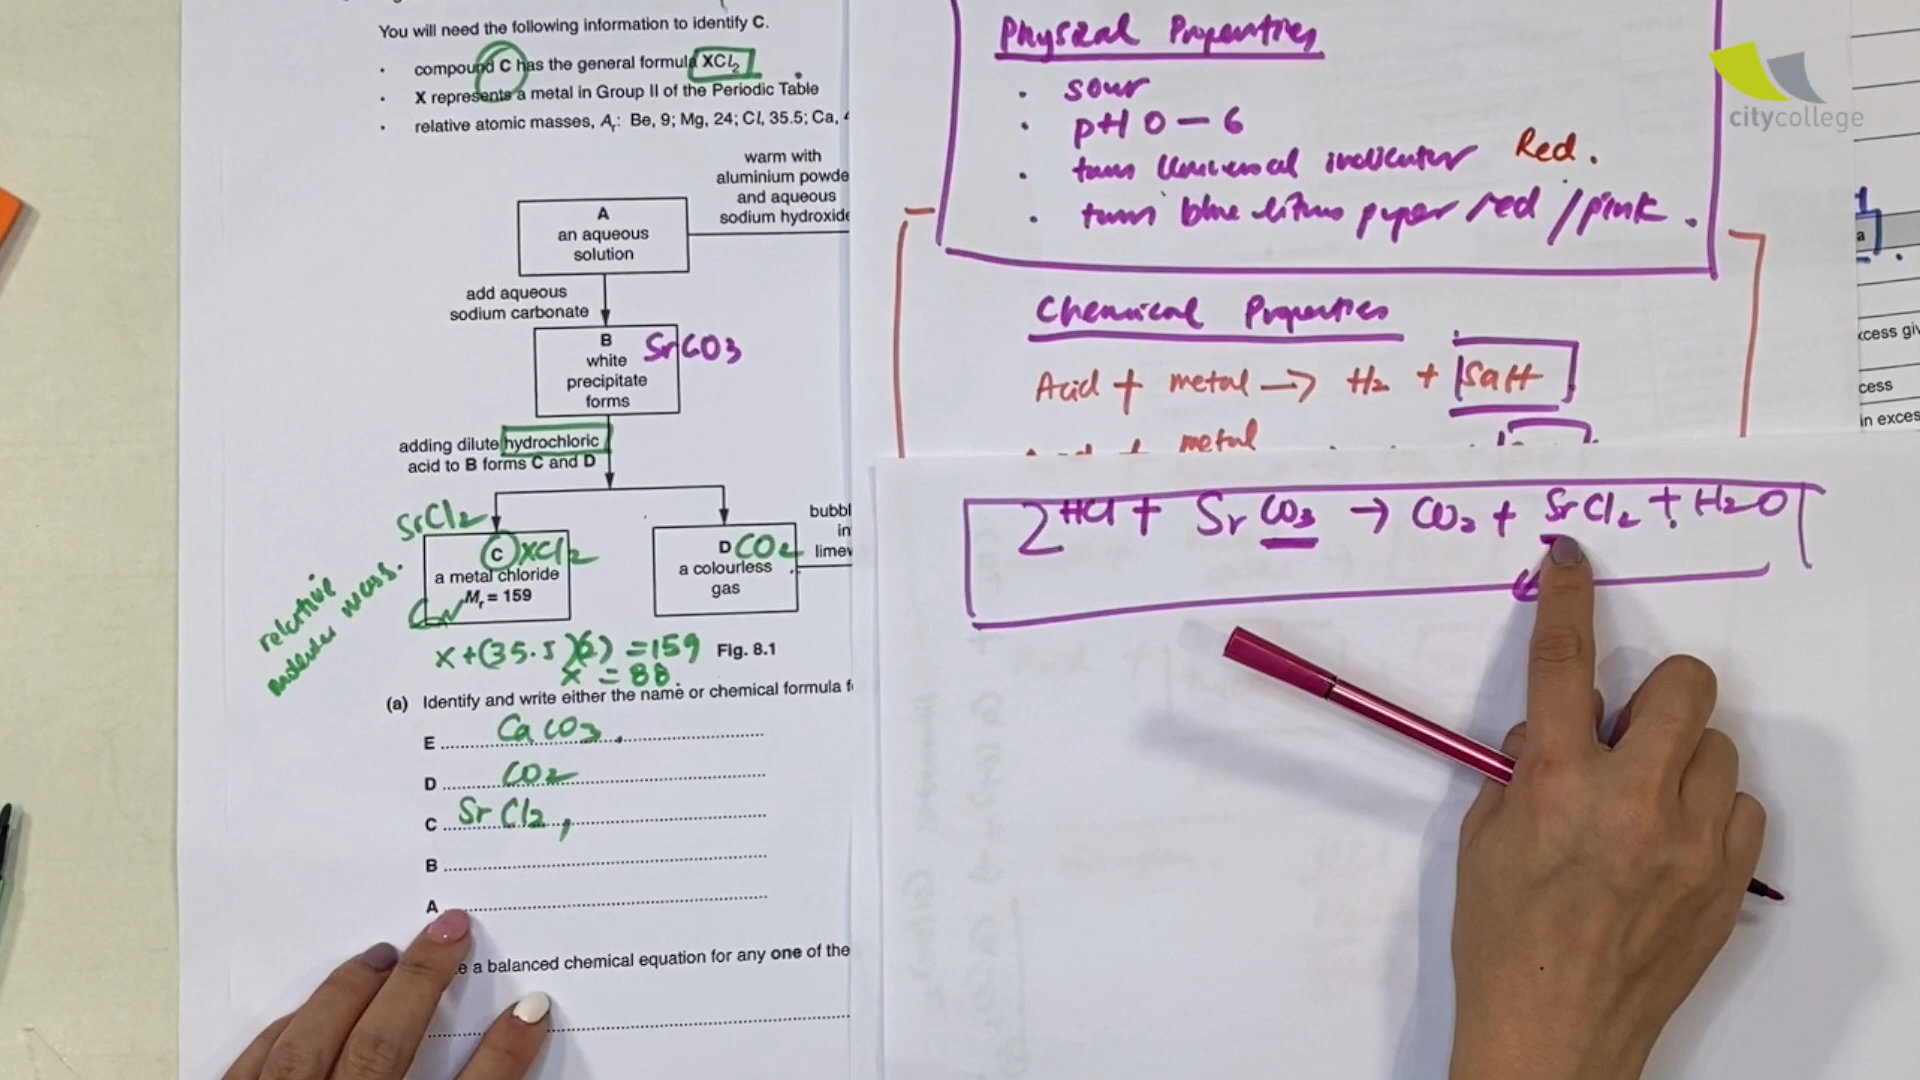 You will need the following information to identify C.
• compound C has the general formula XCl2
• X represents a metal in Group II of the Periodic Table
• relative atomic masses, Ar: Be, 9; Mg, 24; Cl, 35.5; Ca,
warm with
aluminium powde
and aqueous
sodium hydroxide
A
an aqueous
solution
add aqueous
sodium carbonate
B SrCO3
white
precipitate
forms
adding dilute hydrochloric
acid to B forms C and D
SrCl2
C XCl2
a metal chloride
Mr = 159
relative
molecular mass.
D CO2
a colourless
gas
bubbl
in
limew
x+(35.5)(2) =159
x = 88.
Fig. 8.1
(a) Identify and write either the name or chemical formula f
E CaCO3
D CO2
C SrCl2,
B
A
e a balanced chemical equation for any one of the
Physical Properties
• sour
• pH 0 – 6
• turns Universal indicator Red.
• turns blue litmus paper red / pink.
Chemical Properties
Acid + metal → H2 + salt
metal
2HCl + SrCO3 → CO2 + SrCl2 + H2O
citycollege
a
xcess giv
cess
in exces